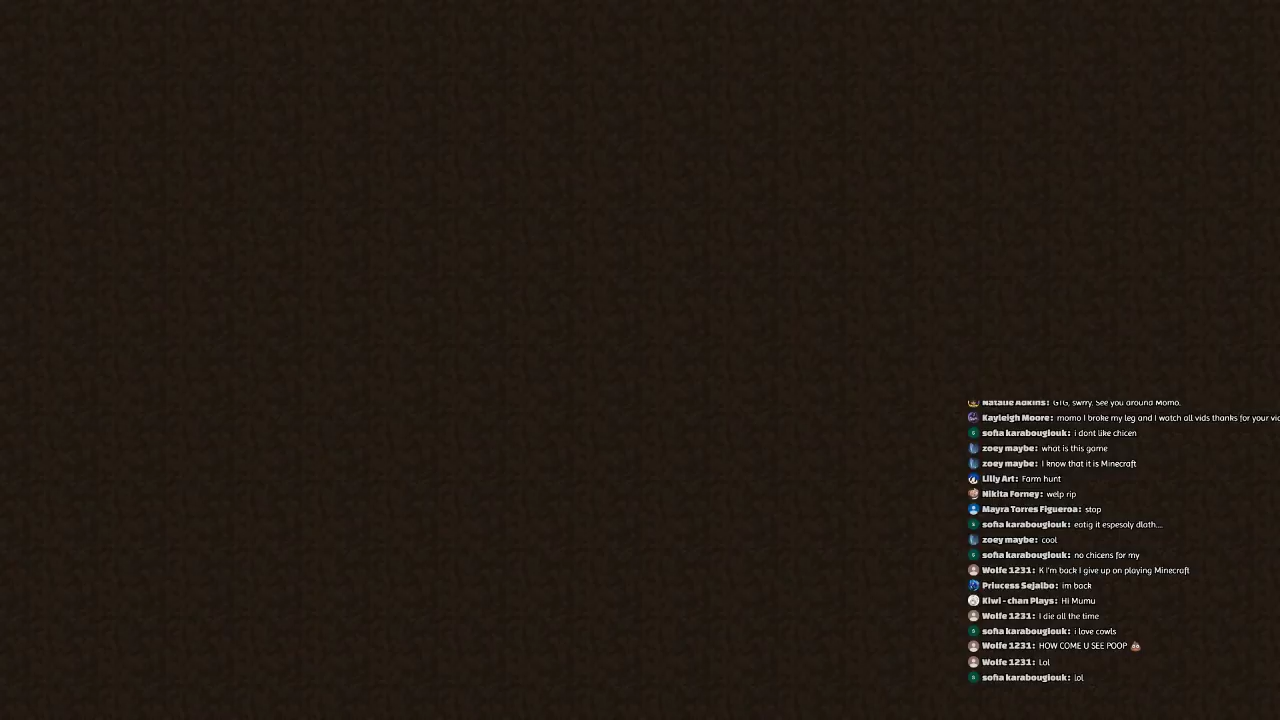 Natalie Adkins: GTG, swrry. See you around Momo.
Kayleigh Moore: momo I broke my leg and I watch all vids thanks for your vid
sofia karabougiouk: i dont like chicen
zoey maybe: what is this game
zoey maybe: I know that it is Minecraft
Lilly Art: Farm hunt
Nikita Forney: welp rip
Mayra Torres Figueroa: stop
sofia karabougiouk: eatig it espesoly dlath...
zoey maybe: cool
sofia karabougiouk: no chicens for my
Wolfe 1231: K I'm back I give up on playing Minecraft
Princess Sejalbo: im back
Kiwi - chan Plays: Hi Mumu
Wolfe 1231: I die all the time
sofia karabougiouk: i love cowls
Wolfe 1231: HOW COME U SEE POOP 💩
Wolfe 1231: Lol
sofia karabougiouk: lol